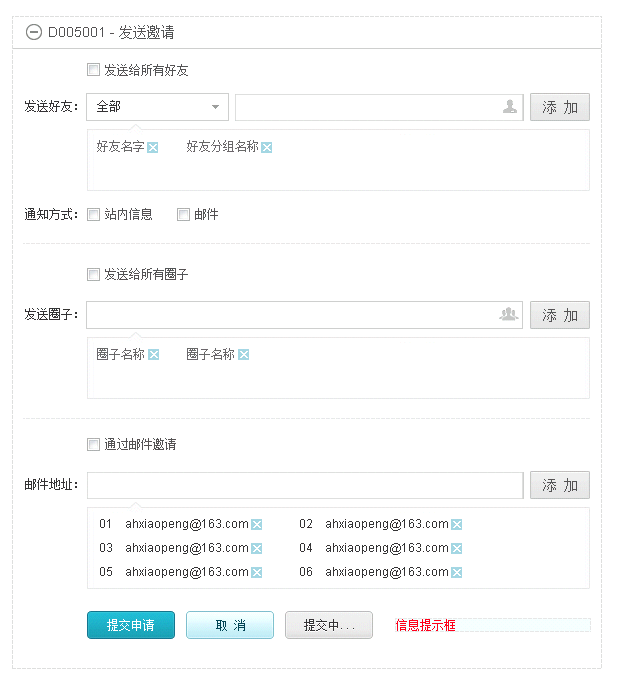 D005001 - 发送邀请
发送给所有好友
发送好友： 全部 添 加
好友名字 好友分组名称
通知方式： 站内信息 邮件
发送给所有圈子
发送圈子： 添 加
圈子名称 圈子名称
通过邮件邀请
邮件地址： 添 加
01 ahxiaopeng@163.com 02 ahxiaopeng@163.com
03 ahxiaopeng@163.com 04 ahxiaopeng@163.com
05 ahxiaopeng@163.com 06 ahxiaopeng@163.com
提交申请 取 消 提交中... 信息提示框